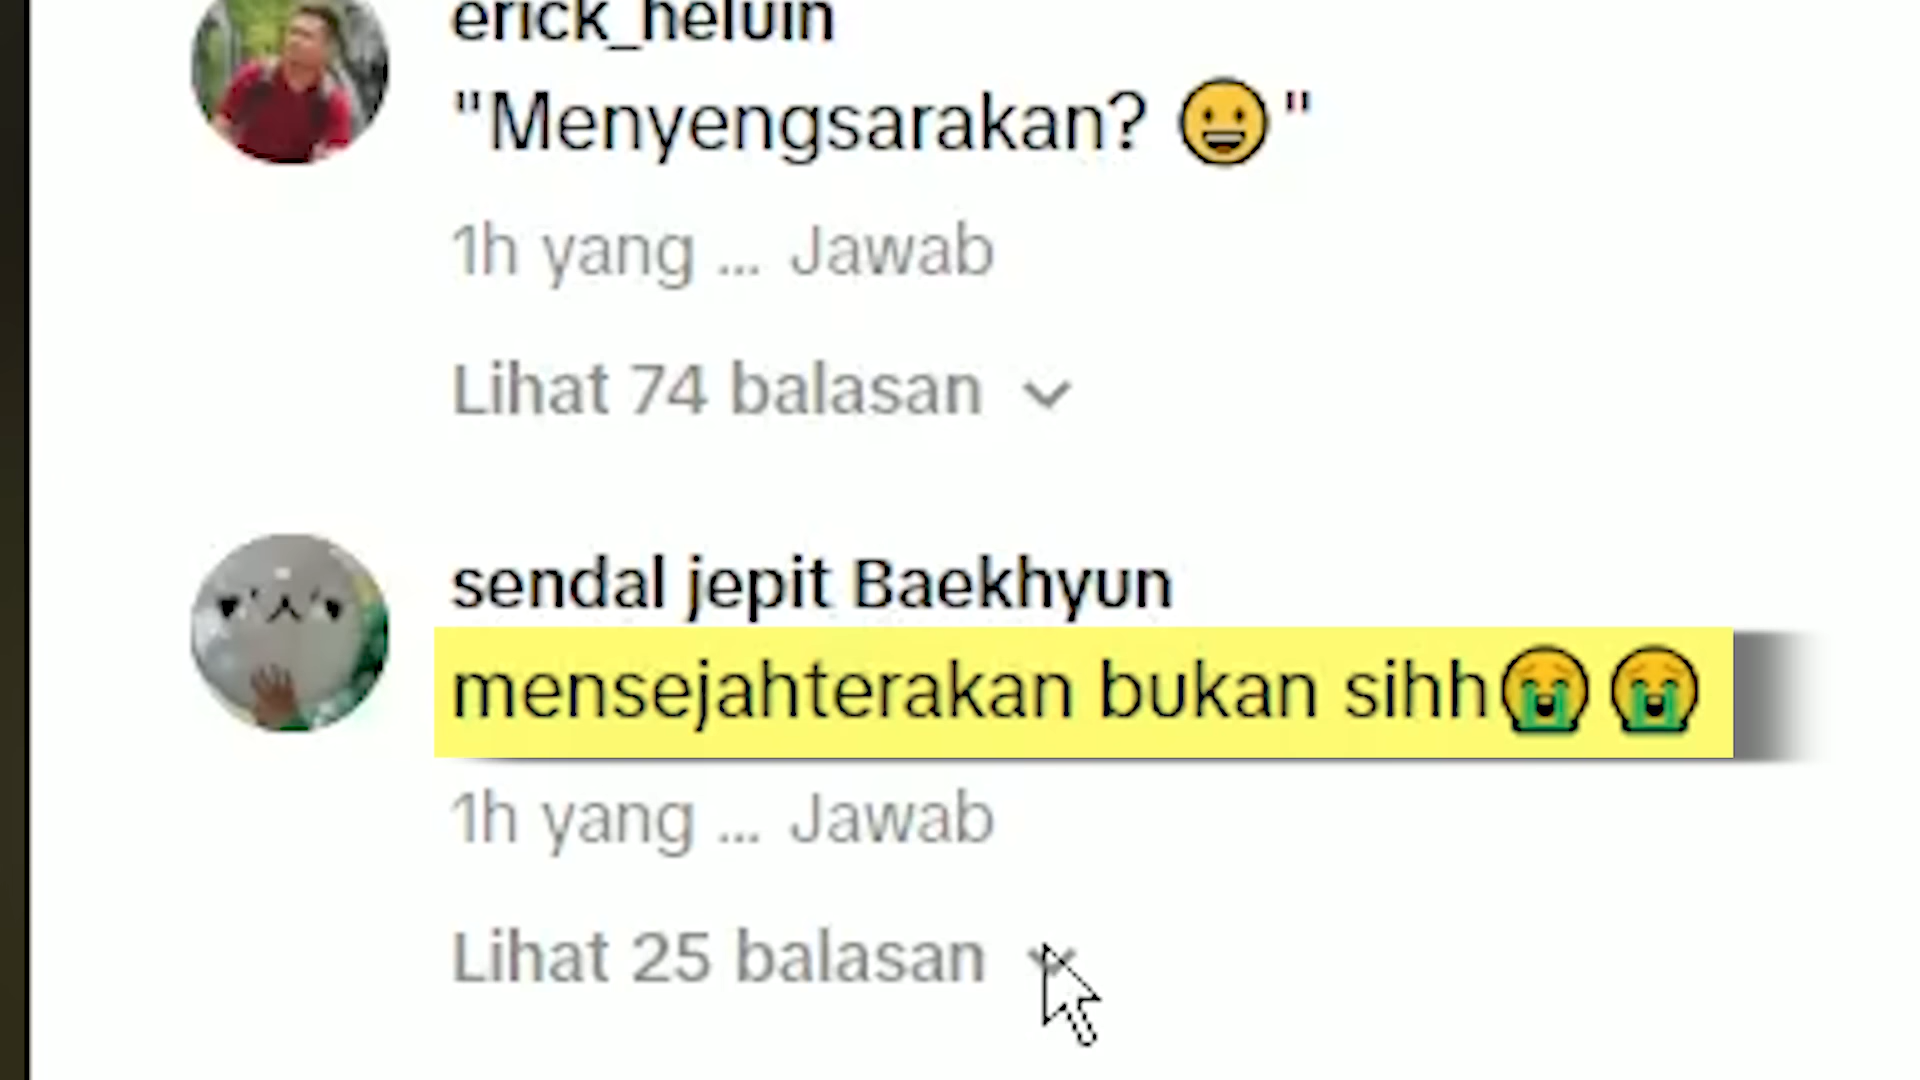 erick_heluin
"Menyengsarakan? 😀"
1h yang ... Jawab
Lihat 74 balasan
sendal jepit Baekhyun
mensejahterakan bukan sihh😭😭
1h yang ... Jawab
Lihat 25 balasan